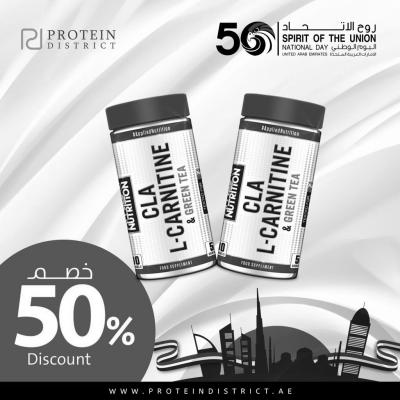 PROTEIN
DISTRICT
50
روح الاتحاد
SPIRIT OF THE UNION
NATIONAL DAY اليوم الوطني
UNITED ARAB EMIRATES الإمارات العربية المتحدة
#AppliedNutrition
NUTRITION
CLA
L-CARNITINE
& GREEN TEA
FOOD SUPPLEMENT
#AppliedNutrition
NUTRITION
CLA
L-CARNITINE
& GREEN TEA
FOOD SUPPLEMENT
خصم
50%
Discount
WWW.PROTEINDISTRICT.AE